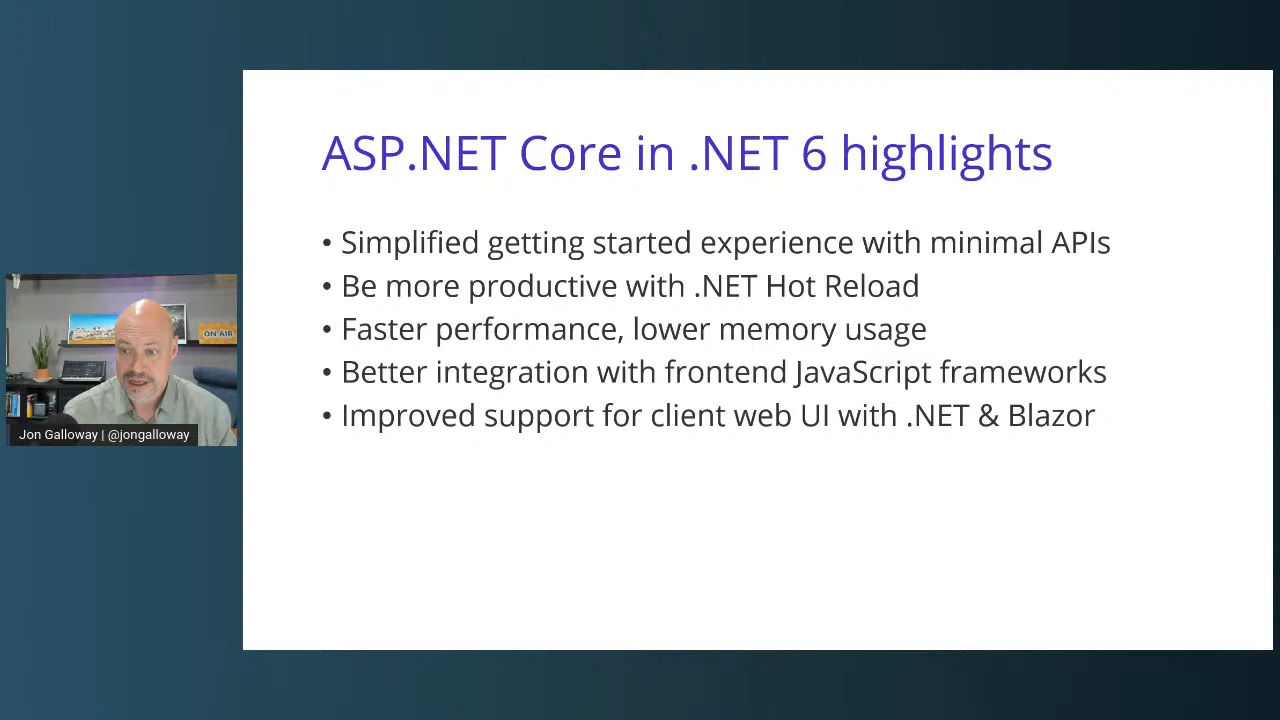 ASP.NET Core in .NET 6 highlights
• Simplified getting started experience with minimal APIs
• Be more productive with .NET Hot Reload
• Faster performance, lower memory usage
• Better integration with frontend JavaScript frameworks
• Improved support for client web UI with .NET & Blazor
ON AIR
Jon Galloway | @jongalloway